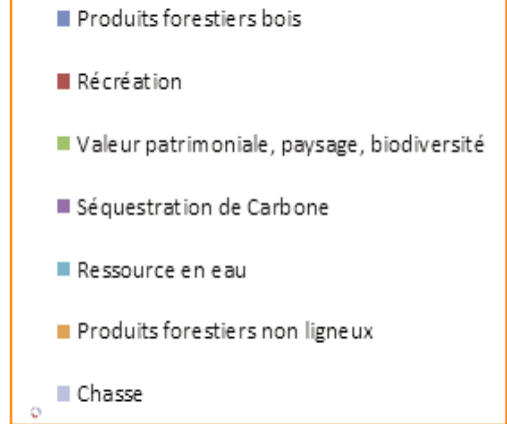 Produits forestiers bois
Récréation
Valeur patrimoniale, paysage, biodiversité
Séquestration de Carbone
Ressource en eau
Produits forestiers non ligneux
Chasse